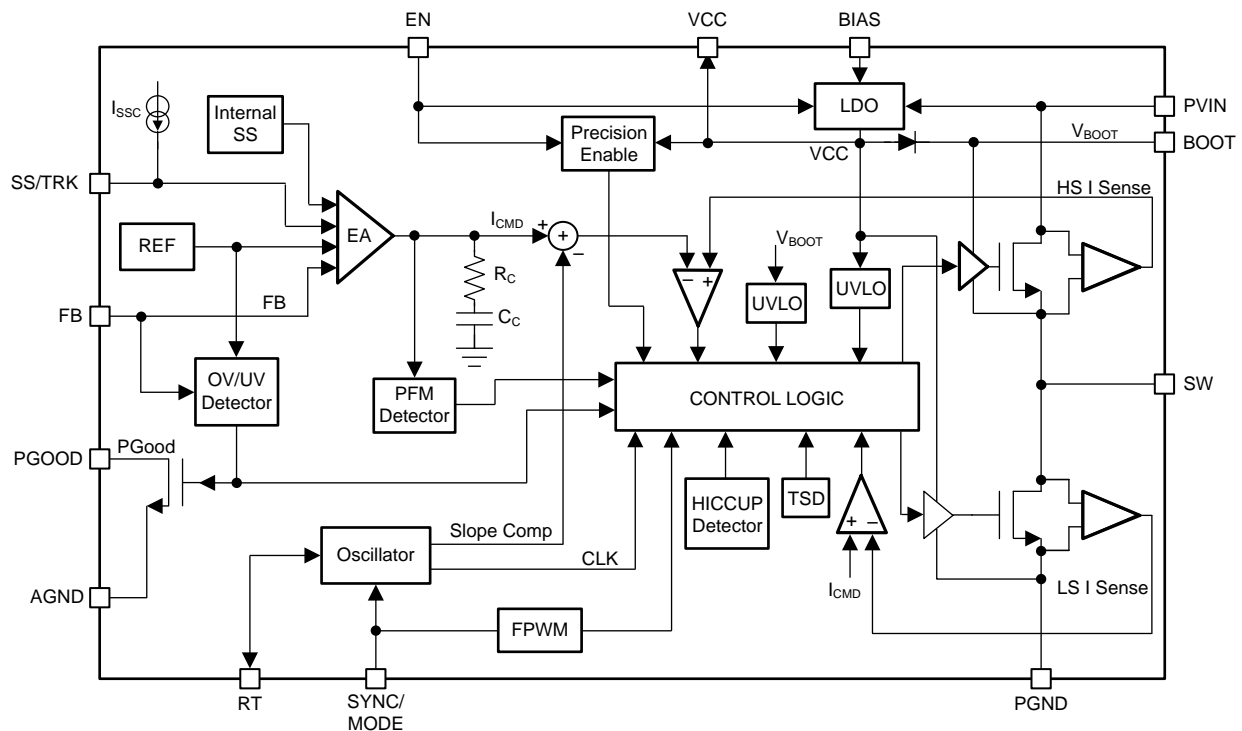 EN
VCC
BIAS
I_SSC
Internal
SS
LDO
PVIN
Precision
Enable
VCC
V_BOOT
BOOT
SS/TRK
HS I Sense
REF
EA
I_CMD
+
+
−
V_BOOT
− +
R_C
UVLO
UVLO
FB
FB
C_C
OV/UV
Detector
PFM
Detector
CONTROL LOGIC
SW
PGOOD
PGood
HICCUP
Detector
TSD
+ −
Slope Comp
Oscillator
CLK
I_CMD
LS I Sense
AGND
FPWM
RT
SYNC/
MODE
PGND